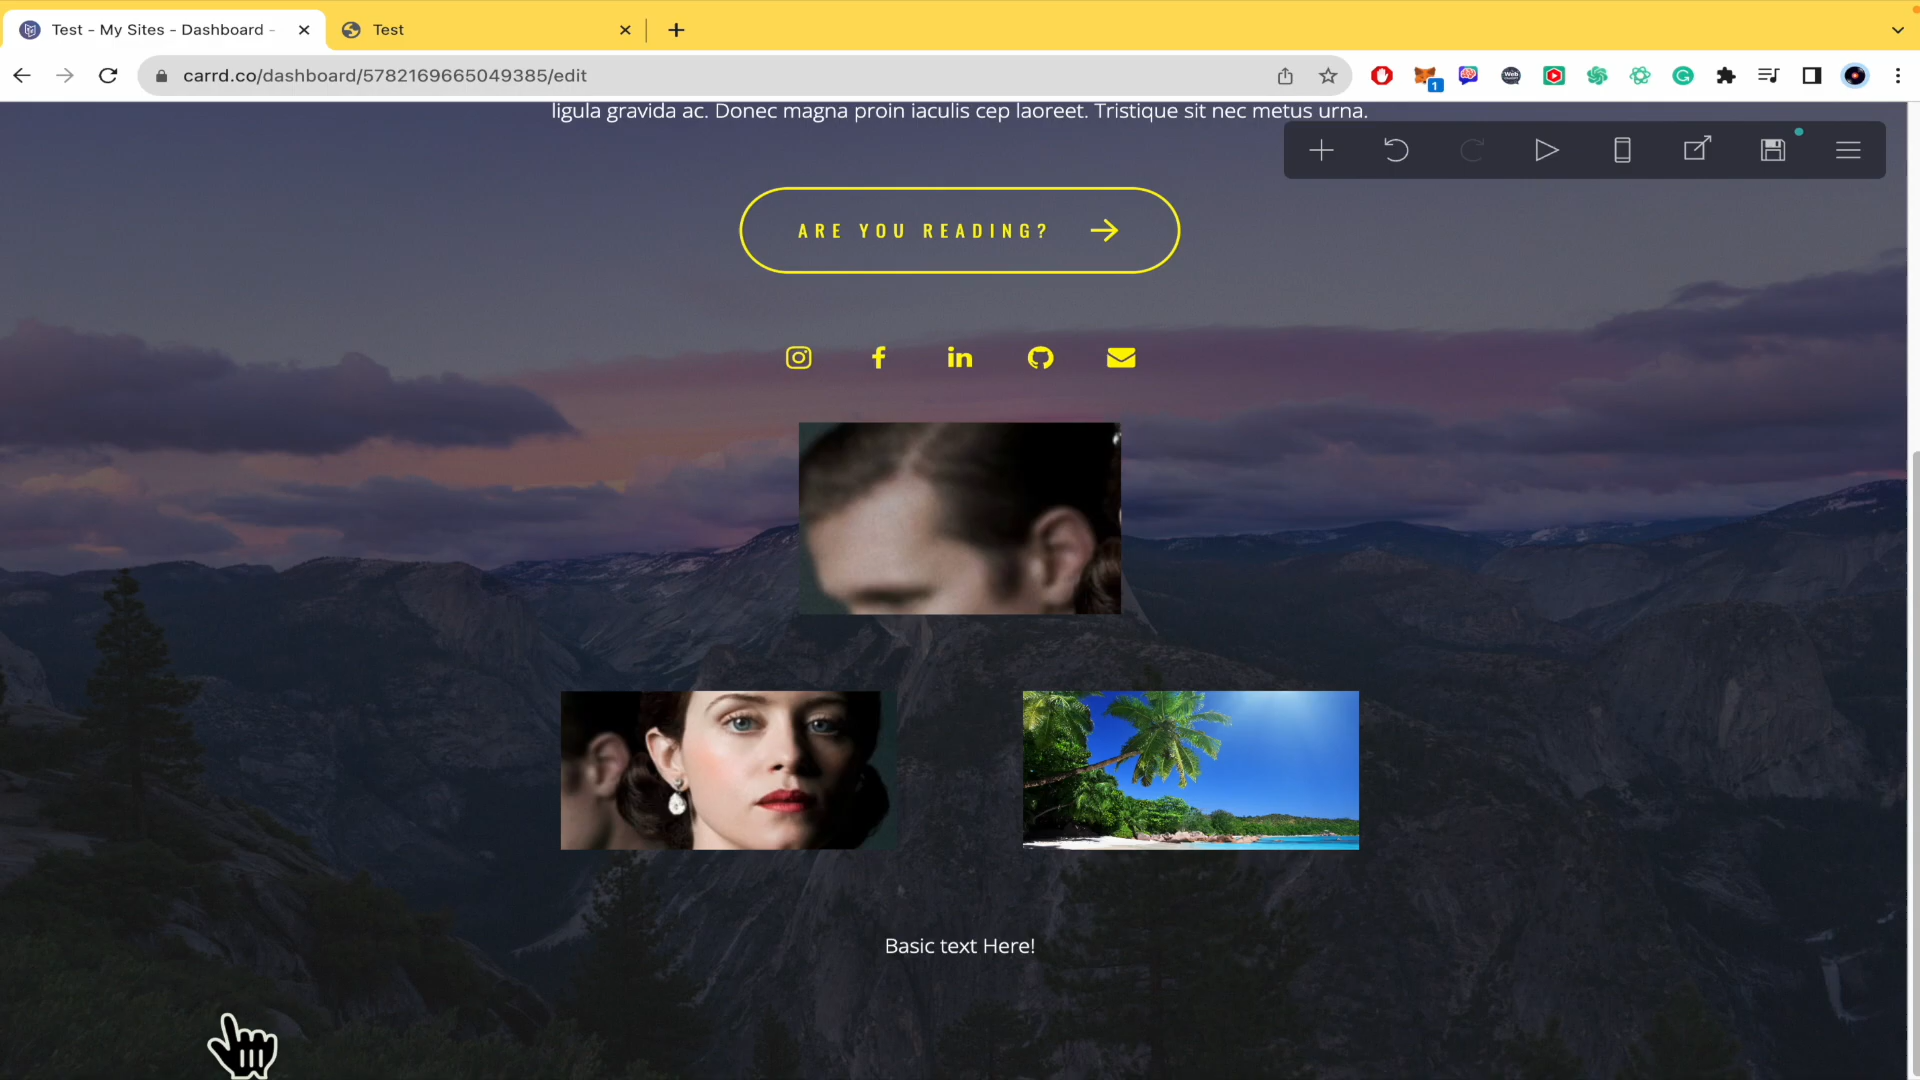 Test - My Sites - Dashboard -
Test
carrd.co/dashboard/5782169665049385/edit
1
ligula gravida ac. Donec magna proin iaculis cep laoreet. Tristique sit nec metus urna.
ARE YOU READING?
Basic text Here!